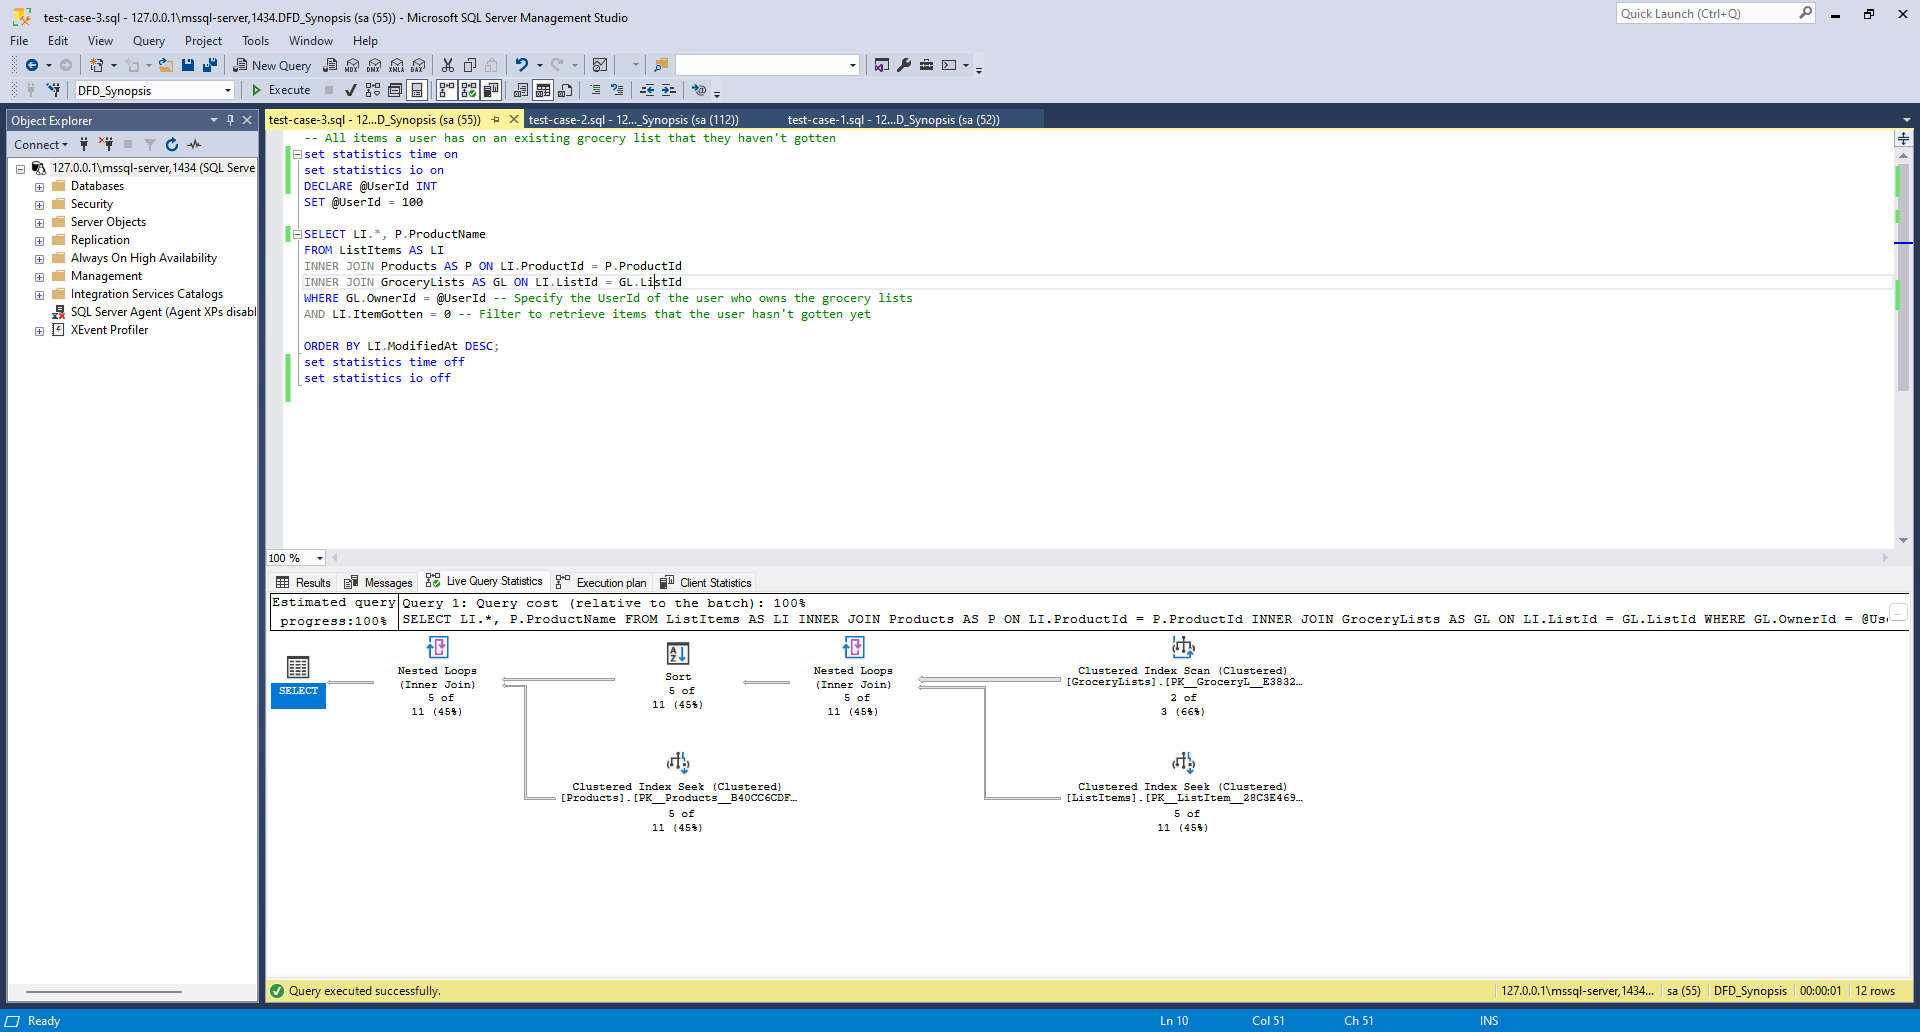 test-case-3.sql - 127.0.0.1\mssql-server,1434.DFD_Synopsis (sa (55)) - Microsoft SQL Server Management Studio
Quick Launch (Ctrl+Q)
File Edit View Query Project Tools Window Help
New Query
MDX DMX XMLA DAX
DFD_Synopsis
Execute
Object Explorer
test-case-3.sql - 12...D_Synopsis (sa (55))
test-case-2.sql - 12..._Synopsis (sa (112))
test-case-1.sql - 12...D_Synopsis (sa (52))
Connect
127.0.0.1\mssql-server,1434 (SQL Serve
Databases
Security
Server Objects
Replication
Always On High Availability
Management
Integration Services Catalogs
SQL Server Agent (Agent XPs disabl
XEvent Profiler
-- All items a user has on an existing grocery list that they haven't gotten
set statistics time on
set statistics io on
DECLARE @UserId INT
SET @UserId = 100
SELECT LI.*, P.ProductName
FROM ListItems AS LI
INNER JOIN Products AS P ON LI.ProductId = P.ProductId
INNER JOIN GroceryLists AS GL ON LI.ListId = GL.ListId
WHERE GL.OwnerId = @UserId -- Specify the UserId of the user who owns the grocery lists
AND LI.ItemGotten = 0 -- Filter to retrieve items that the user hasn't gotten yet
ORDER BY LI.ModifiedAt DESC;
set statistics time off
set statistics io off
100 %
Results Messages Live Query Statistics Execution plan Client Statistics
Estimated query progress:100%
Query 1: Query cost (relative to the batch): 100%
SELECT LI.*, P.ProductName FROM ListItems AS LI INNER JOIN Products AS P ON LI.ProductId = P.ProductId INNER JOIN GroceryLists AS GL ON LI.ListId = GL.ListId WHERE GL.OwnerId = @Us
SELECT
Nested Loops
(Inner Join)
5 of
11 (45%)
Sort
5 of
11 (45%)
Nested Loops
(Inner Join)
5 of
11 (45%)
Clustered Index Scan (Clustered)
[GroceryLists].[PK__GroceryL__E3832…
2 of
3 (66%)
Clustered Index Seek (Clustered)
[Products].[PK__Products__B40CC6CDF…
5 of
11 (45%)
Clustered Index Seek (Clustered)
[ListItems].[PK__ListItem__28C3E469…
5 of
11 (45%)
Query executed successfully.
127.0.0.1\mssql-server,1434... sa (55) DFD_Synopsis 00:00:01 12 rows
Ready Ln 10 Col 51 Ch 51 INS